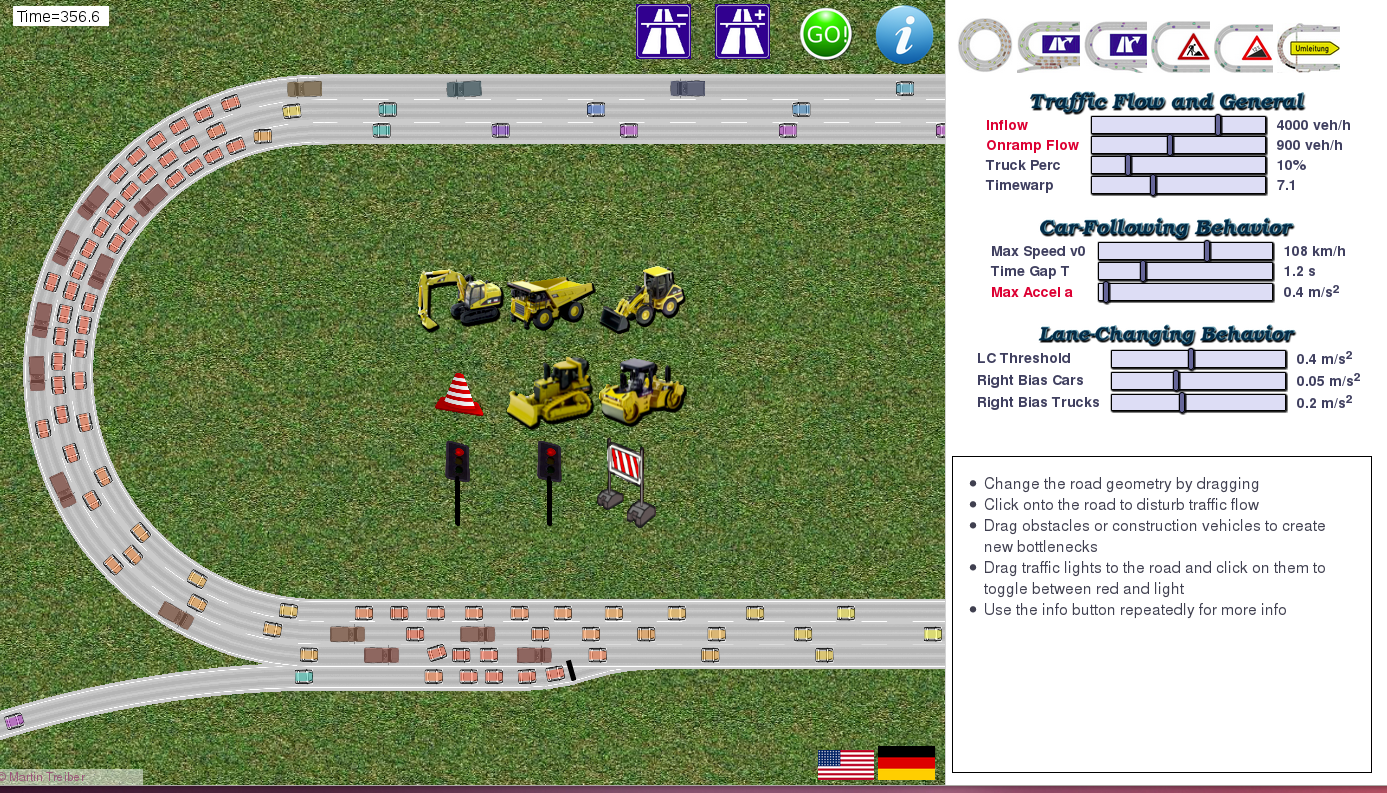 Time=356.6
GO!
i
Umleitung
Traffic Flow and General
Inflow 4000 veh/h
Onramp Flow 900 veh/h
Truck Perc 10%
Timewarp 7.1
Car-Following Behavior
Max Speed v0 108 km/h
Time Gap T 1.2 s
Max Accel a 0.4 m/s²
Lane-Changing Behavior
LC Threshold 0.4 m/s²
Right Bias Cars 0.05 m/s²
Right Bias Trucks 0.2 m/s²
• Change the road geometry by dragging
• Click onto the road to disturb traffic flow
• Drag obstacles or construction vehicles to create
new bottlenecks
• Drag traffic lights to the road and click on them to
toggle between red and light
• Use the info button repeatedly for more info
© Martin Treiber